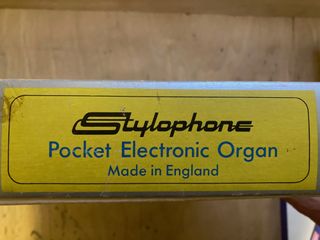 Stylophone
Pocket Electronic Organ
Made in England